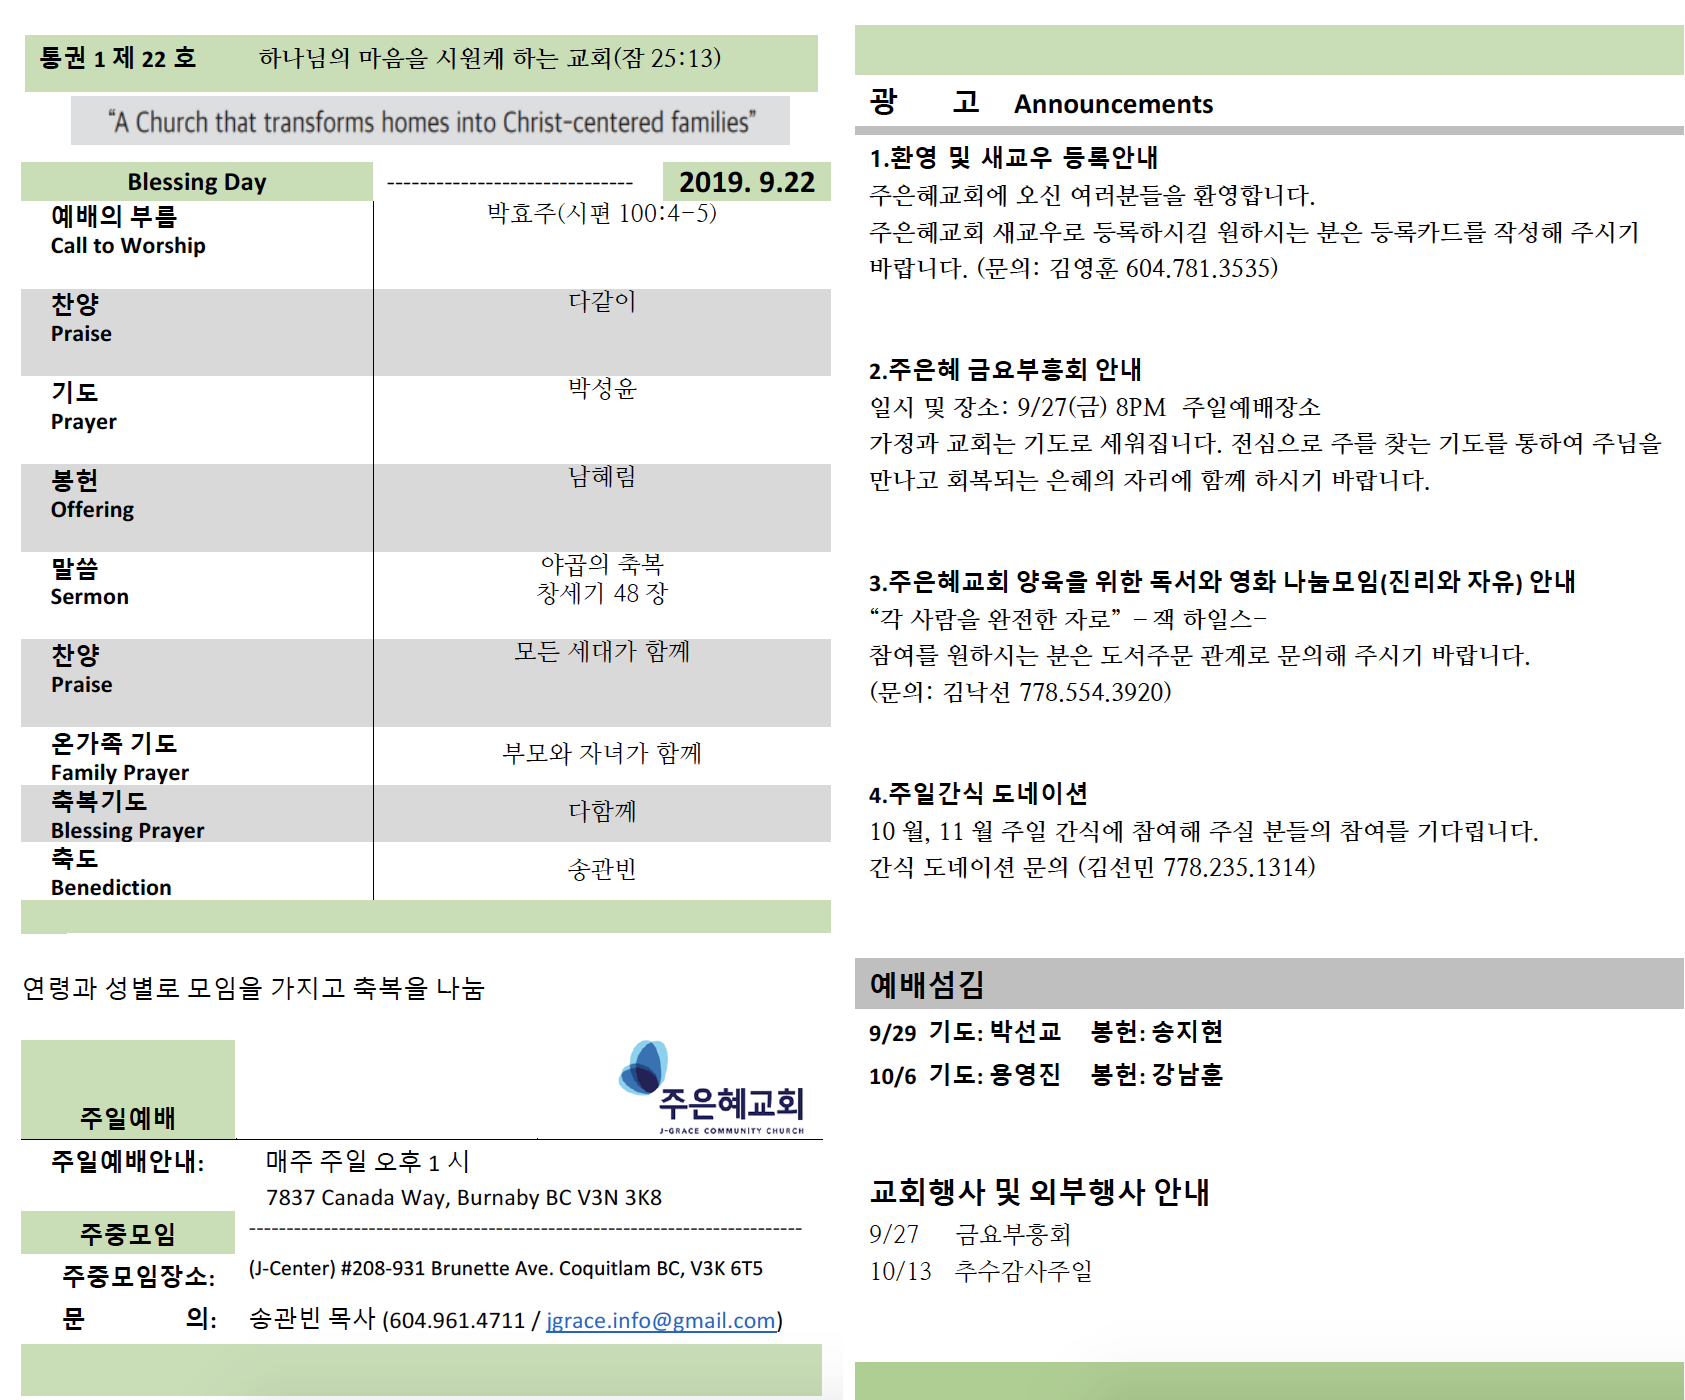 통권 1 제 22 호 하나님의 마음을 시원케 하는 교회(잠 25:13)
“A Church that transforms homes into Christ-centered families”
Blessing Day ------------------------------ 2019. 9.22
예배의 부름 박효주(시편 100:4-5)
Call to Worship
찬양 다같이
Praise
기도 박성윤
Prayer
봉헌 남혜림
Offering
말씀 야곱의 축복
Sermon 창세기 48 장
찬양 모든 세대가 함께
Praise
온가족 기도 부모와 자녀가 함께
Family Prayer
축복기도 다함께
Blessing Prayer
축도 송관빈
Benediction
연령과 성별로 모임을 가지고 축복을 나눔
주은혜교회
J-GRACE COMMUNITY CHURCH
주일예배
주일예배안내: 매주 주일 오후 1 시
7837 Canada Way, Burnaby BC V3N 3K8
주중모임 ---------------------------------------------------------------------------
주중모임장소: (J-Center) #208-931 Brunette Ave. Coquitlam BC, V3K 6T5
문 의: 송관빈 목사 (604.961.4711 / jgrace.info@gmail.com)
광 고 Announcements
1.환영 및 새교우 등록안내
주은혜교회에 오신 여러분들을 환영합니다.
주은혜교회 새교우로 등록하시길 원하시는 분은 등록카드를 작성해 주시기
바랍니다. (문의: 김영훈 604.781.3535)
2.주은혜 금요부흥회 안내
일시 및 장소: 9/27(금) 8PM 주일예배장소
가정과 교회는 기도로 세워집니다. 전심으로 주를 찾는 기도를 통하여 주님을
만나고 회복되는 은혜의 자리에 함께 하시기 바랍니다.
3.주은혜교회 양육을 위한 독서와 영화 나눔모임(진리와 자유) 안내
“각 사람을 완전한 자로” -잭 하일스-
참여를 원하시는 분은 도서주문 관계로 문의해 주시기 바랍니다.
(문의: 김낙선 778.554.3920)
4.주일간식 도네이션
10 월, 11 월 주일 간식에 참여해 주실 분들의 참여를 기다립니다.
간식 도네이션 문의 (김선민 778.235.1314)
예배섬김
9/29 기도: 박선교 봉헌: 송지현
10/6 기도: 용영진 봉헌: 강남훈
교회행사 및 외부행사 안내
9/27 금요부흥회
10/13 추수감사주일